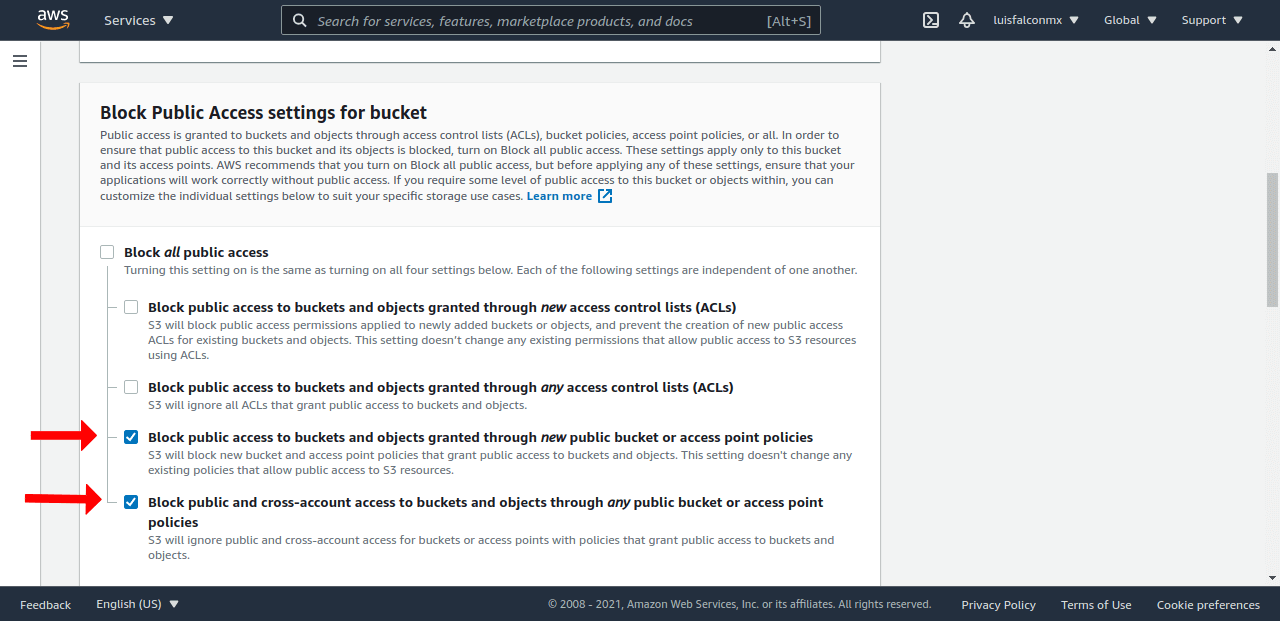 aws
Services
Search for services, features, marketplace products, and docs [Alt+S]
luisfalconmx
Global
Support
Block Public Access settings for bucket
Public access is granted to buckets and objects through access control lists (ACLs), bucket policies, access point policies, or all. In order to
ensure that public access to this bucket and its objects is blocked, turn on Block all public access. These settings apply only to this bucket
and its access points. AWS recommends that you turn on Block all public access, but before applying any of these settings, ensure that your
applications will work correctly without public access. If you require some level of public access to this bucket or objects within, you can
customize the individual settings below to suit your specific storage use cases. Learn more
Block all public access
Turning this setting on is the same as turning on all four settings below. Each of the following settings are independent of one another.
Block public access to buckets and objects granted through new access control lists (ACLs)
S3 will block public access permissions applied to newly added buckets or objects, and prevent the creation of new public access
ACLs for existing buckets and objects. This setting doesn't change any existing permissions that allow public access to S3 resources
using ACLs.
Block public access to buckets and objects granted through any access control lists (ACLs)
S3 will ignore all ACLs that grant public access to buckets and objects.
Block public access to buckets and objects granted through new public bucket or access point policies
S3 will block new bucket and access point policies that grant public access to buckets and objects. This setting doesn't change any
existing policies that allow public access to S3 resources.
Block public and cross-account access to buckets and objects through any public bucket or access point
policies
S3 will ignore public and cross-account access for buckets or access points with policies that grant public access to buckets and
objects.
Feedback
English (US)
© 2008 - 2021, Amazon Web Services, Inc. or its affiliates. All rights reserved.
Privacy Policy
Terms of Use
Cookie preferences